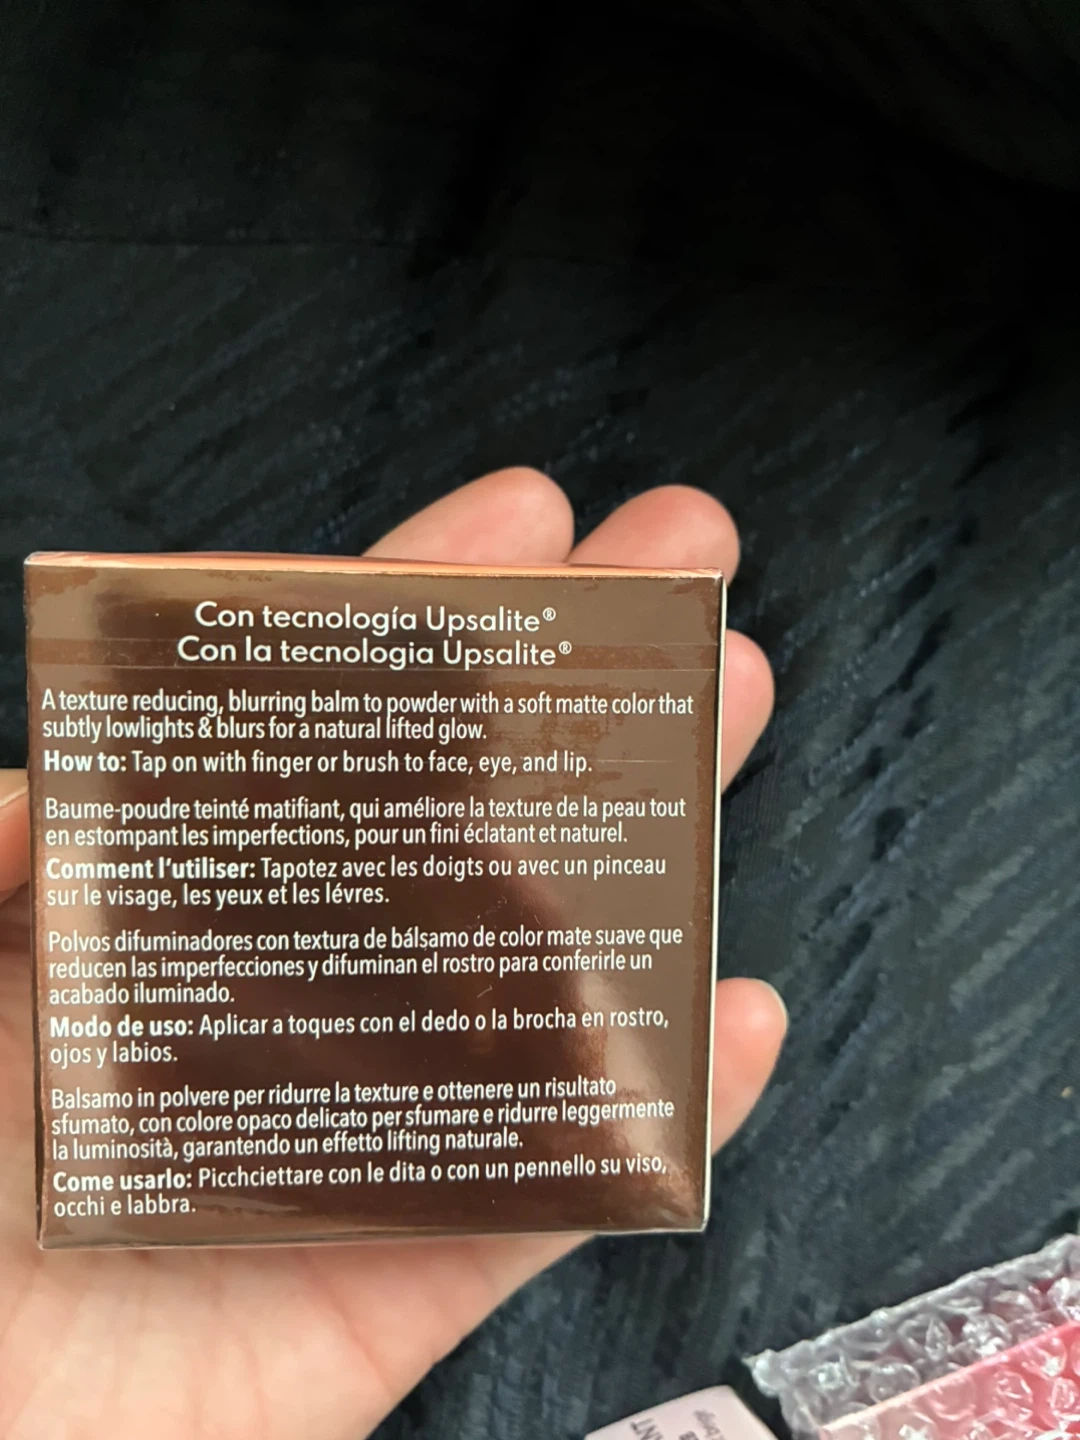 Con tecnología Upsalite®
Con la tecnologia Upsalite®
A texture reducing, blurring balm to powder with a soft matte color that
subtly lowlights & blurs for a natural lifted glow.
How to: Tap on with finger or brush to face, eye, and lip.
Baume-poudre teinté matifiant, qui améliore la texture de la peau tout
en estompant les imperfections, pour un fini éclatant et naturel.
Comment l'utiliser: Tapotez avec les doigts ou avec un pinceau
sur le visage, les yeux et les lévres.
Polvos difuminadores con textura de bálsamo de color mate suave que
reducen las imperfecciones y difuminan el rostro para conferirle un
acabado iluminado.
Modo de uso: Aplicar a toques con el dedo o la brocha en rostro,
ojos y labios.
Balsamo in polvere per ridurre la texture e ottenere un risultato
sfumato, con colore opaco delicato per sfumare e ridurre leggermente
la luminosità, garantendo un effetto lifting naturale.
Come usarlo: Picchciettare con le dita o con un pennello su viso,
occhi e labbra.